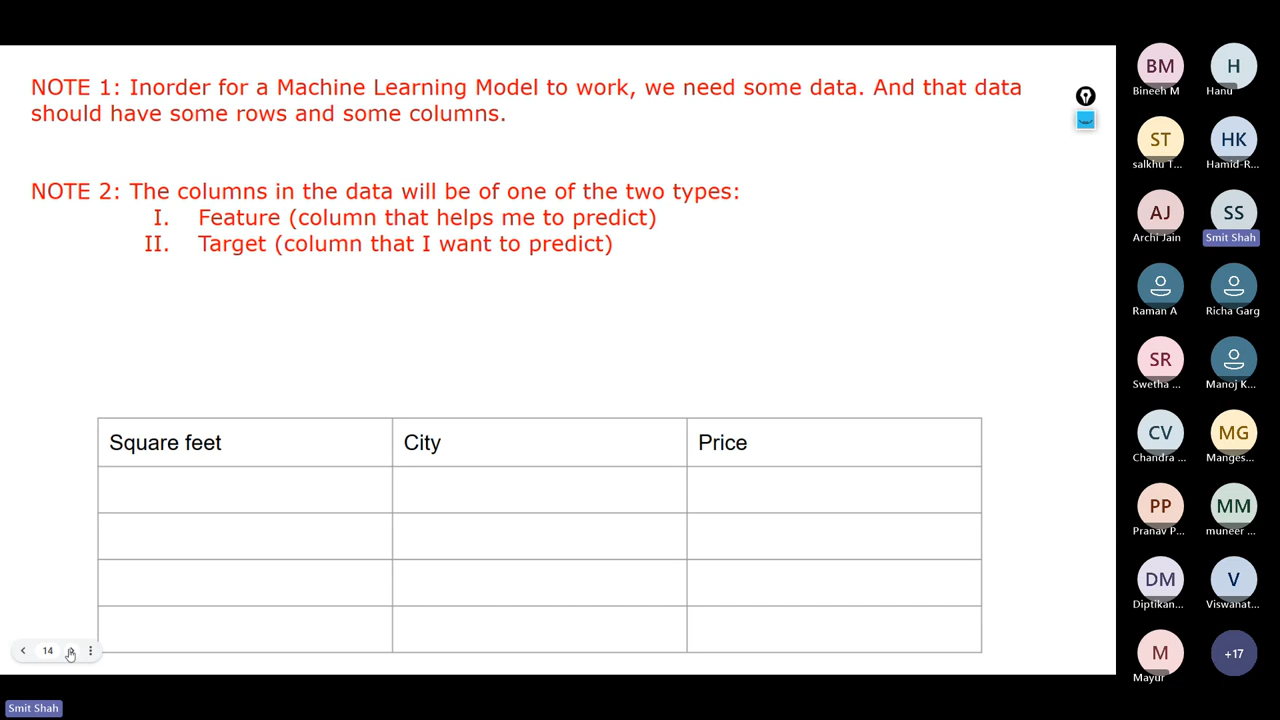 NOTE 1: Inorder for a Machine Learning Model to work, we need some data. And that data
should have some rows and some columns.
NOTE 2: The columns in the data will be of one of the two types:
I. Feature (column that helps me to predict)
II. Target (column that I want to predict)
Square feet City Price
14
Smit Shah
BM H
Bineeh M Hanu
ST HK
salkhu T... Hamid-R...
AJ SS
Archi Jain Smit Shah
Raman A Richa Garg
SR
Swetha ... Manoj K...
CV MG
Chandra ... Manges...
PP MM
Pranav P... muneer ...
DM V
Diptikan... Viswanat...
M +17
Mayur